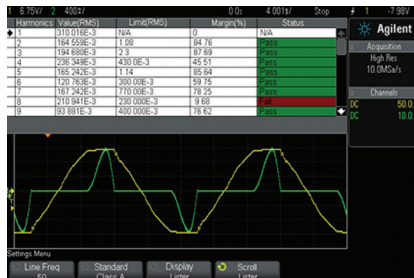 1 6.75V/ 2 400‡/ 0.0s 4.001‡/ Stop 1 -7.98V
Harmonics Value(RMS) Limit(RMS) Margin(%) Status
1 310.016E-3 N/A 0 N/A
2 164.559E-3 1.08 84.76 Pass
3 194.680E-3 2.3 87.69 Pass
4 236.349E-3 430.0E-3 45.51 Pass
5 165.242E-3 1.14 85.64 Pass
6 120.763E-3 300.00E-3 59.75 Pass
7 167.242E-3 770.00E-3 78.25 Pass
8 210.941E-3 230.000E-3 9.68 Fail
9 93.881E-3 400.000E-3 76.62 Pass
Agilent
Acquisition
High Res
10.0MSa/s
Channels
DC 50.0:
DC 10.0:
Settings Menu
Line Freq Standard Display Scroll
50 Class A Lister Lister